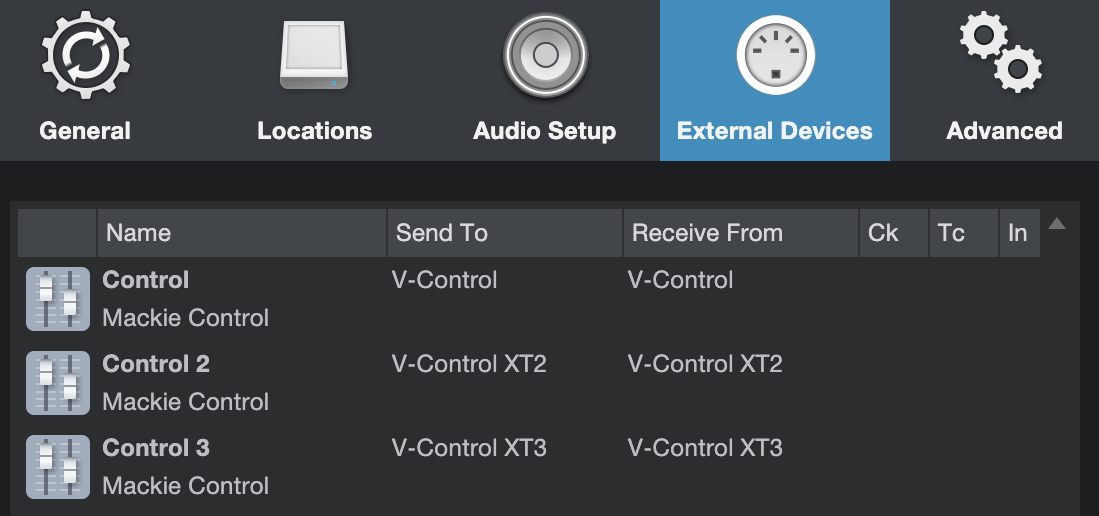 General Locations Audio Setup External Devices Advanced
Name Send To Receive From Ck Tc In
Control V-Control V-Control
Mackie Control
Control 2 V-Control XT2 V-Control XT2
Mackie Control
Control 3 V-Control XT3 V-Control XT3
Mackie Control